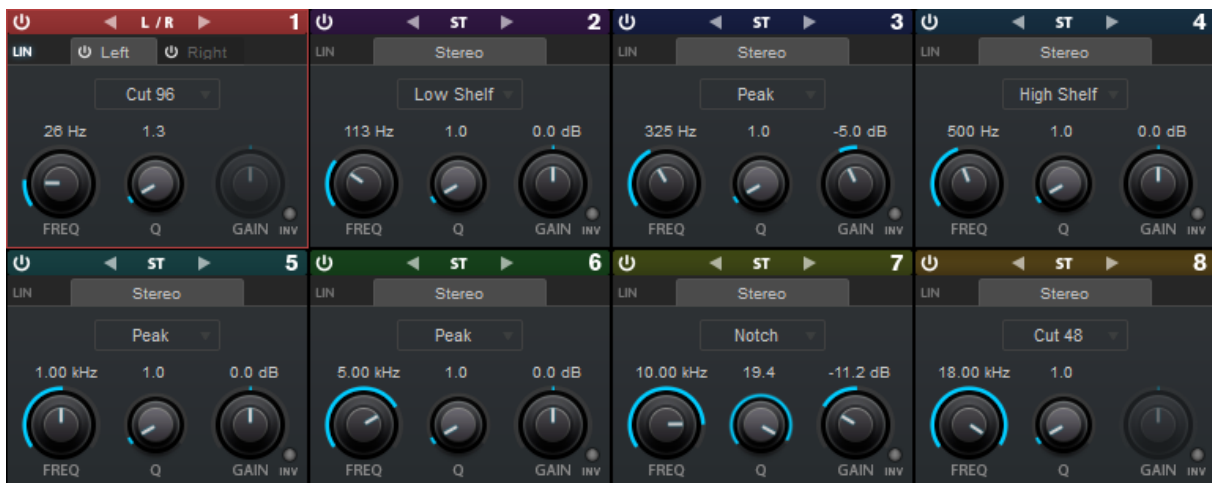 L / R 1 ST 2 ST 3 ST 4
LIN Left Right LIN Stereo LIN Stereo LIN Stereo
Cut 96 Low Shelf Peak High Shelf
26 Hz 1.3 113 Hz 1.0 0.0 dB 325 Hz 1.0 -5.0 dB 500 Hz 1.0 0.0 dB
FREQ Q GAIN INV FREQ Q GAIN INV FREQ Q GAIN INV FREQ Q GAIN INV
ST 5 ST 6 ST 7 ST 8
LIN Stereo LIN Stereo LIN Stereo LIN Stereo
Peak Peak Notch Cut 48
1.00 kHz 1.0 0.0 dB 5.00 kHz 1.0 0.0 dB 10.00 kHz 19.4 -11.2 dB 18.00 kHz 1.0
FREQ Q GAIN INV FREQ Q GAIN INV FREQ Q GAIN INV FREQ Q GAIN INV